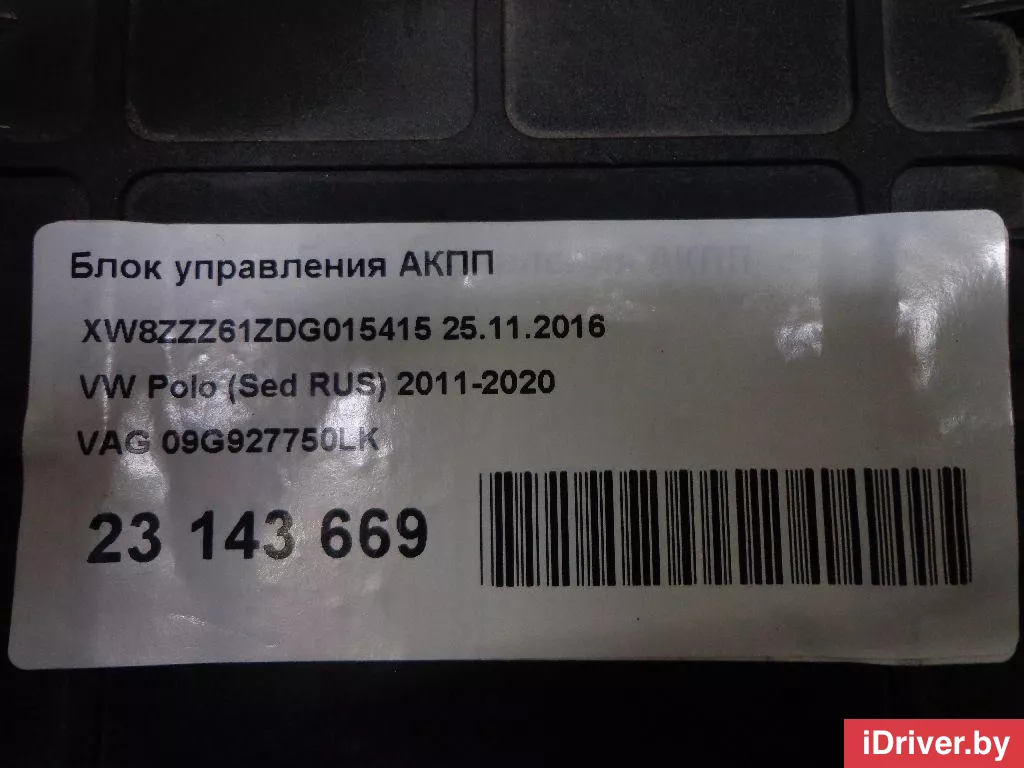 Блок управления АКПП
XW8ZZZ61ZDG015415 25.11.2016
VW Polo (Sed RUS) 2011-2020
VAG 09G927750LK
23 143 669
iDriver.by